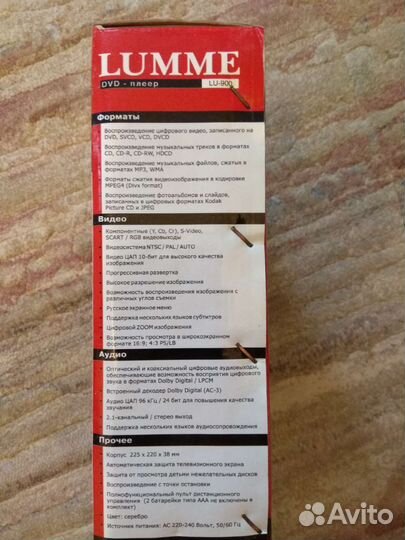 LUMME
DVD - плеер LU-900
Форматы
Воспроизведение цифрового видео, записанного на
DVD, SVCD, VCD, DVCD
Воспроизведение музыкальных треков в форматах
CD, CD-R, CD-RW, HDCD
Воспроизведение музыкальных файлов, сжатых в
форматах MP3, WMA
Форматы сжатия видеоизображения в кодировке
MPEG4 (Divx format)
Воспроизведение фотоальбомов и слайдов,
записанных в цифровых форматах Kodak
Picture CD и JPEG
Видео
Компонентные (Y, Cb, Cr), S-Video,
SCART / RGB видеовыходы
Видеосистема NTSC / PAL / AUTO
Видео ЦАП 10-бит для высокого качества
изображения
Прогрессивная развертка
Высокое разрешение изображения
Возможность воспроизведения изображения с
различных углов съемки
Русское экранное меню
Поддержка нескольких языков субтитров
Цифровой ZOOM изображения
Возможность просмотра в широкоэкранном
формате 16:9; 4:3 PS/LB
Аудио
Оптический и коаксиальный цифровые аудиовыходы,
обеспечивающие возможность восприятия цифрового
звука в форматах Dolby Digital / LPCM
Встроенный декодер Dolby Digital (AC-3)
Аудио ЦАП 96 кГц / 24 бит для повышения качества
звучания
2.1-канальный / стерео выход
Поддержка нескольких языков аудиосопровождения
Прочее
Корпус 225 x 220 x 38 мм
Автоматическая защита телевизионного экрана
Защита от просмотра детьми нежелательных дисков
Воспроизведение с точки остановки
Полнофункциональный пульт дистанционного
управления (2 батарейки типа ААА не включены в
комплект)
Цвет: серебро
Источник питания: AC 220-240 Вольт, 50/60 Гц
Avito